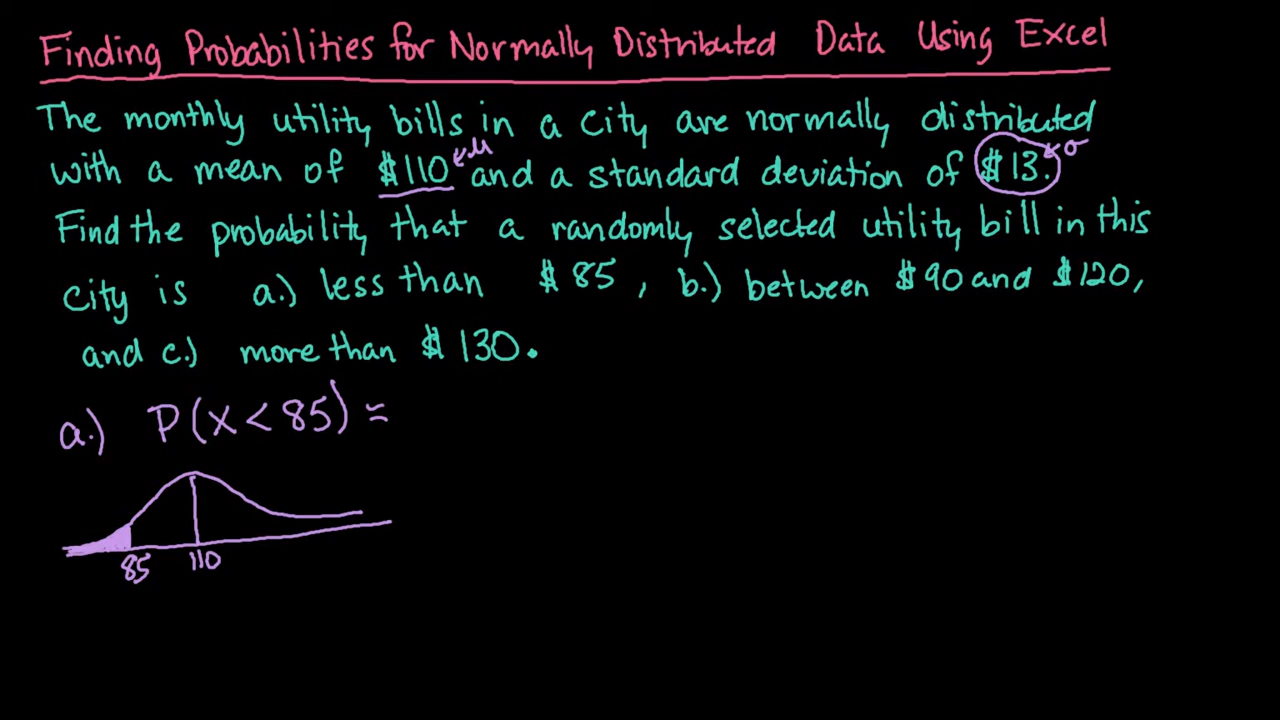 Finding Probabilities for Normally Distributed Data Using Excel
The monthly utility bills in a city are normally distributed
with a mean of $110 ← μ and a standard deviation of $13. ← σ
Find the probability that a randomly selected utility bill in this
city is a.) less than $85, b.) between $90 and $120,
and c.) more than $130.
a.) P(X < 85) =
85 110